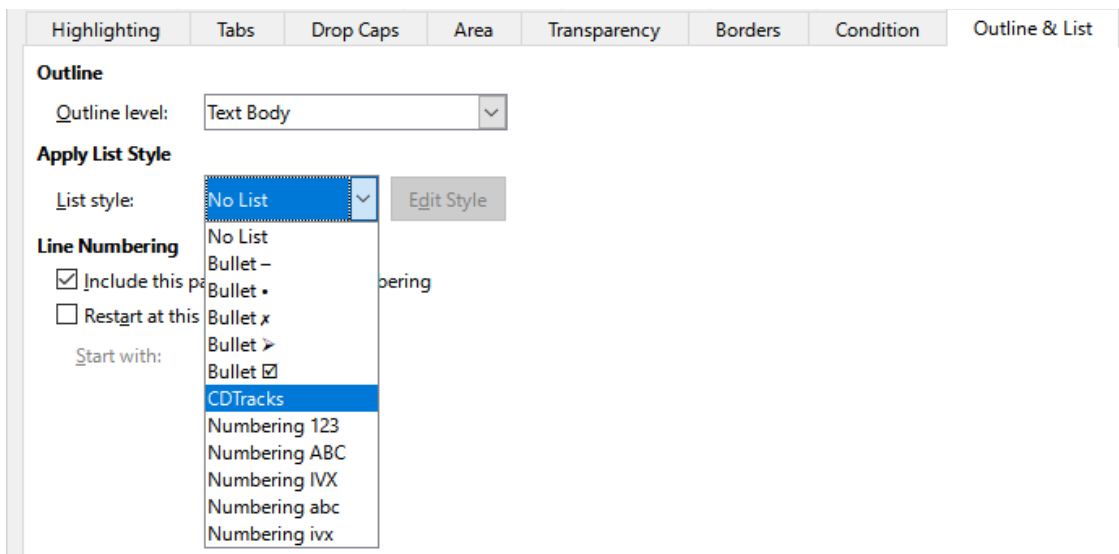 Highlighting Tabs Drop Caps Area Transparency Borders Condition Outline & List
Outline
Outline level: Text Body
Apply List Style
List style: No List Edit Style
No List
Line Numbering
Bullet –
Include this pa bering
Bullet •
Restart at this
Bullet ✗
Start with:
Bullet ➢
Bullet ☑
CDTracks
Numbering 123
Numbering ABC
Numbering IVX
Numbering abc
Numbering ivx